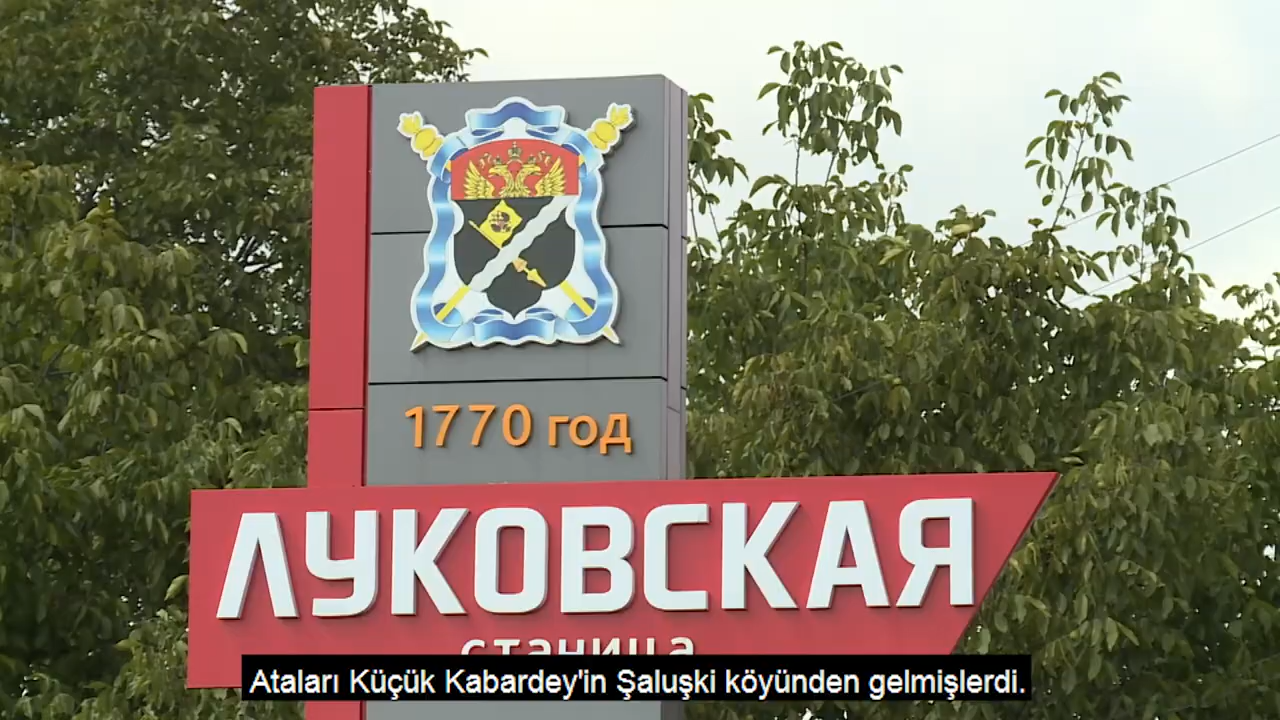 1770 год
ЛУКОВСКАЯ
станица
Ataları Küçük Kabardey'in Şaluşki köyünden gelmişlerdi.